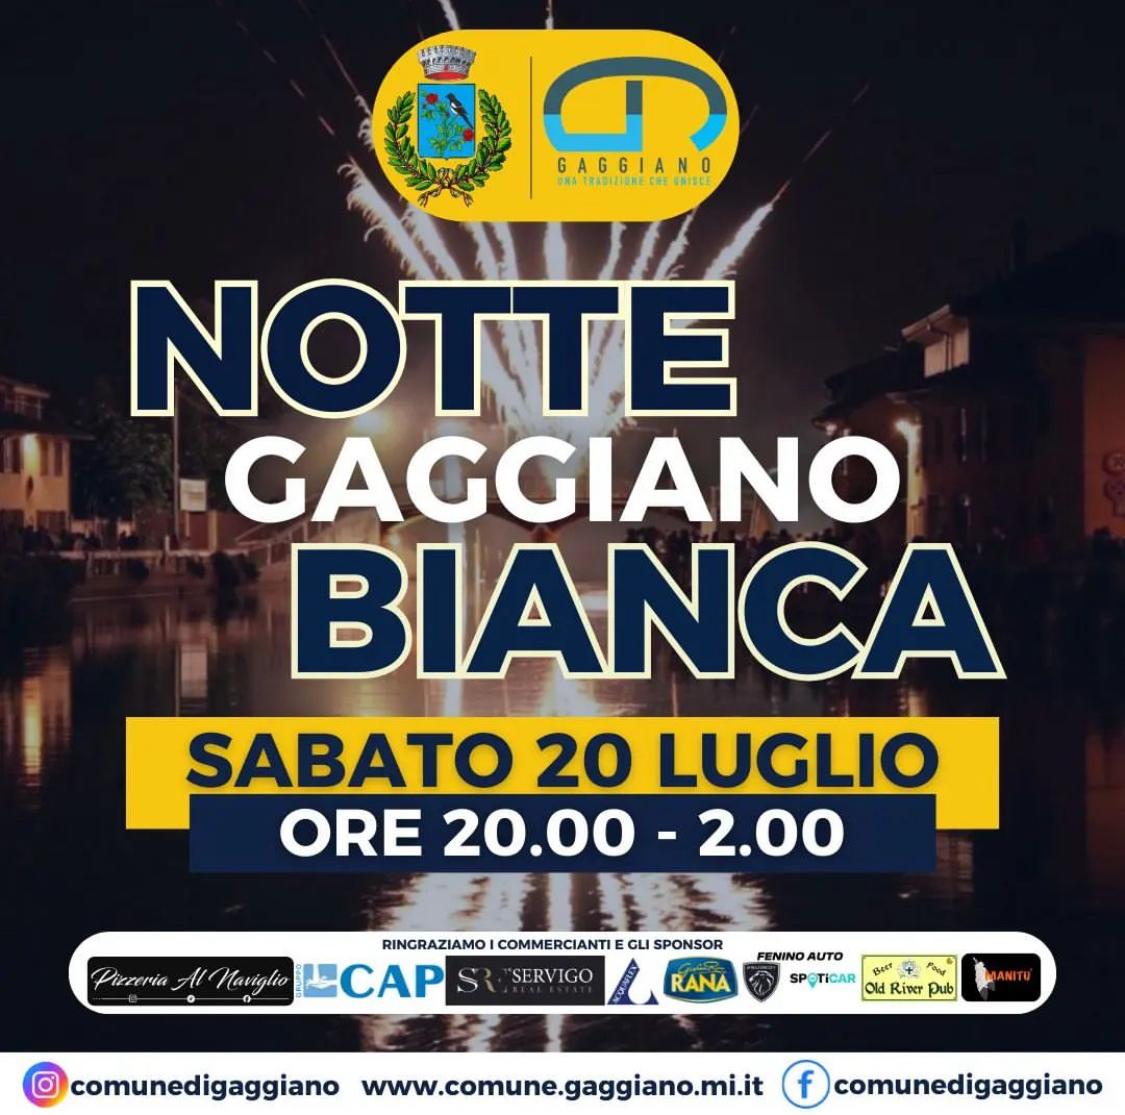 GAGGIANO
UNA TRADIZIONE CHE UNISCE
NOTTE
GAGGIANO
BIANCA
SABATO 20 LUGLIO
ORE 20.00 - 2.00
RINGRAZIAMO I COMMERCIANTI E GLI SPONSOR
Pizzeria Al Naviglio
GRUPPO CAP
SERVIGO
REAL ESTATE
ACQUAFLEX
RANA
FENINO AUTO
SPOTiCAR
Beer Food
Old River Pub
MANITÙ
comunedigaggiano www.comune.gaggiano.mi.it comunedigaggiano